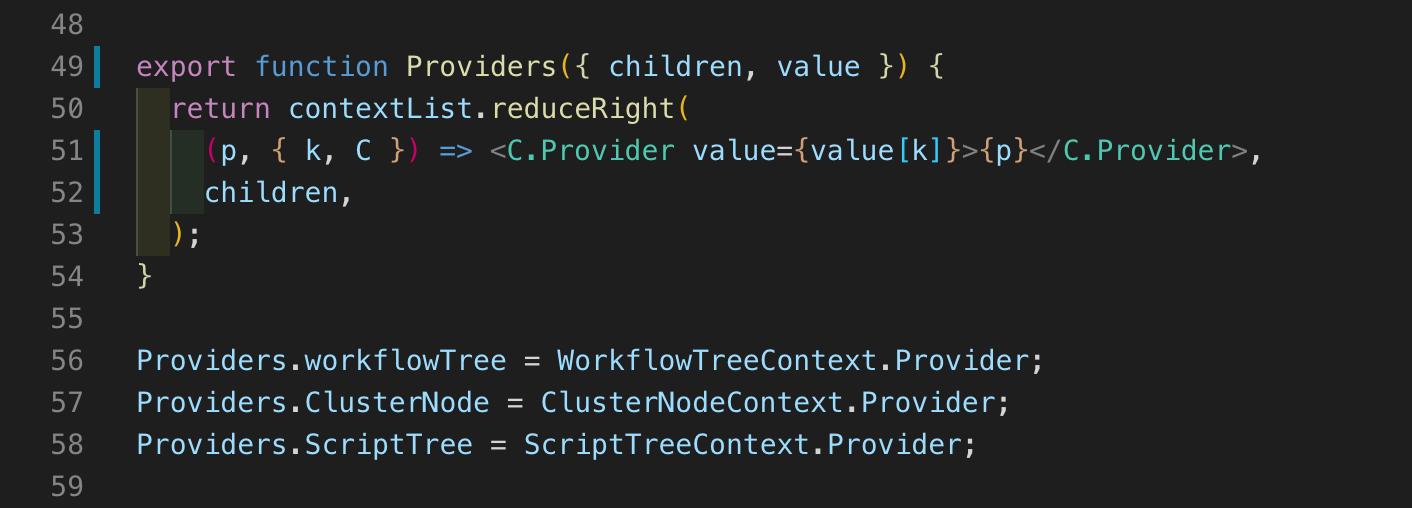 48
49 export function Providers({ children, value }) {
50 return contextList.reduceRight(
51 (p, { k, C }) => <C.Provider value={value[k]}>{p}</C.Provider>,
52 children,
53 );
54 }
55
56 Providers.workflowTree = WorkflowTreeContext.Provider;
57 Providers.ClusterNode = ClusterNodeContext.Provider;
58 Providers.ScriptTree = ScriptTreeContext.Provider;
59